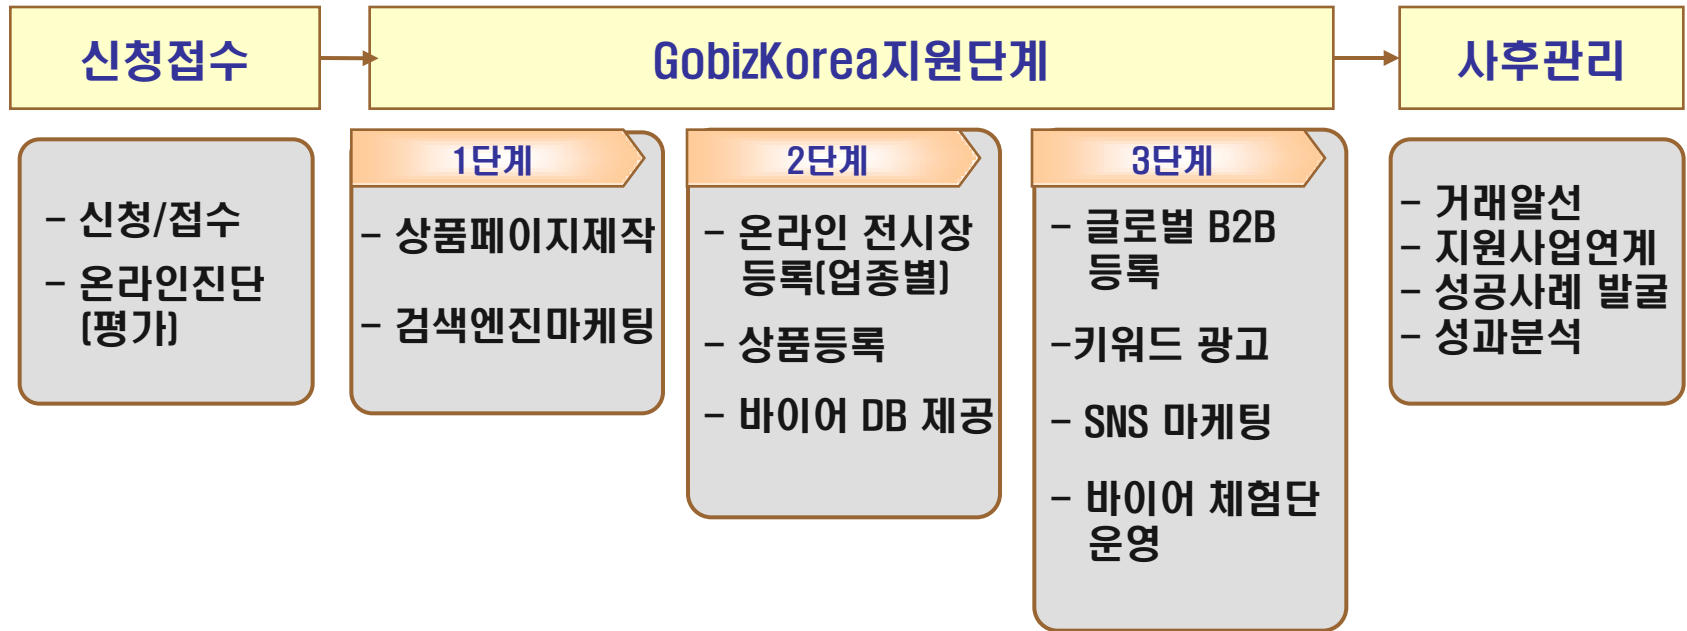 신청접수
GobizKorea지원단계
사후관리
- 신청/접수
- 온라인진단
(평가)
1단계
- 상품페이지제작
- 검색엔진마케팅
2단계
- 온라인 전시장
등록(업종별)
- 상품등록
- 바이어 DB 제공
3단계
- 글로벌 B2B
등록
-키워드 광고
- SNS 마케팅
- 바이어 체험단
운영
- 거래알선
- 지원사업연계
- 성공사례 발굴
- 성과분석